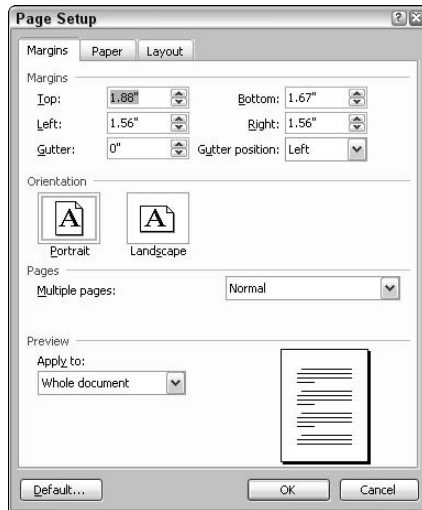 Page Setup
Margins Paper Layout
Margins
Top: 1.88" Bottom: 1.67"
Left: 1.56" Right: 1.56"
Gutter: 0" Gutter position: Left
Orientation
A A
Portrait Landscape
Pages
Multiple pages: Normal
Preview
Apply to:
Whole document
Default... OK Cancel